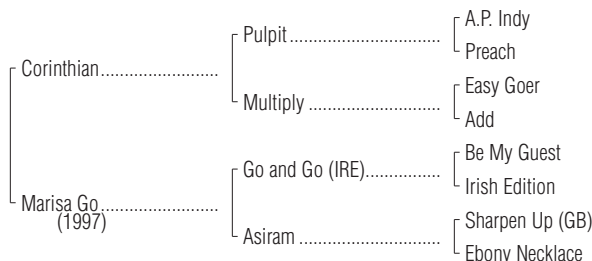 Corinthian
Pulpit
A.P. Indy
Preach
Multiply
Easy Goer
Add
Marisa Go
(1997)
Go and Go (IRE)
Be My Guest
Irish Edition
Asiram
Sharpen Up (GB)
Ebony Necklace